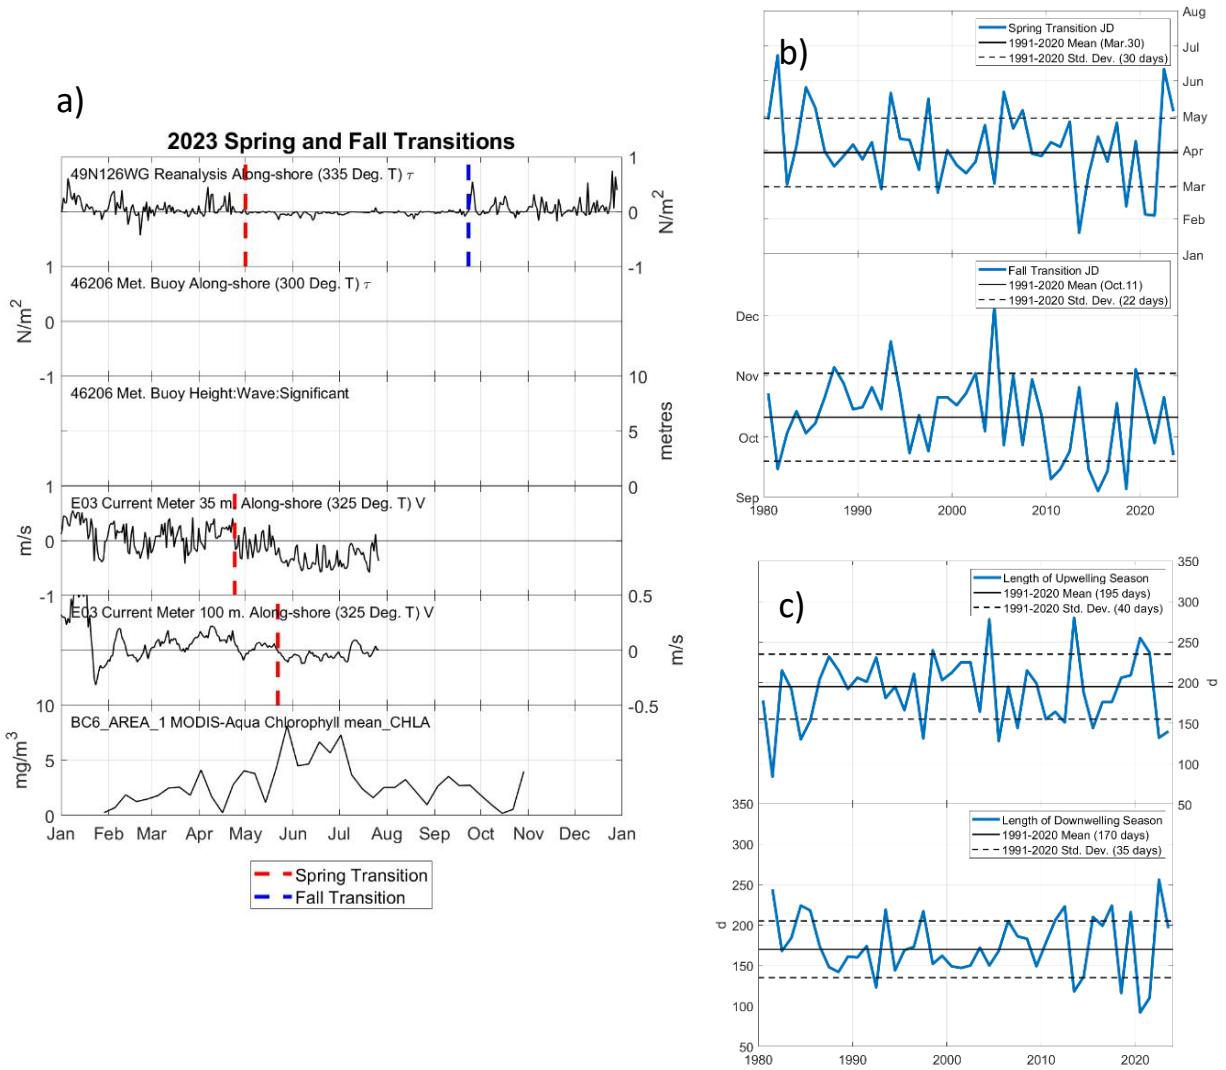 a)
2023 Spring and Fall Transitions
49N126WG Reanalysis Along-shore (335 Deg. T) τ
1
0
-1
N/m2
46206 Met. Buoy Along-shore (300 Deg. T) τ
1
0
-1
N/m2
46206 Met. Buoy Height:Wave:Significant
10
5
0
metres
E03 Current Meter 35 m. Along-shore (325 Deg. T) V
1
0
-1
m/s
E03 Current Meter 100 m. Along-shore (325 Deg. T) V
0.5
0
-0.5
m/s
BC6_AREA_1 MODIS-Aqua Chlorophyll mean_CHLA
10
5
0
mg/m3
Jan Feb Mar Apr May Jun Jul Aug Sep Oct Nov Dec Jan
Spring Transition
Fall Transition
b)
Spring Transition JD
1991-2020 Mean (Mar.30)
1991-2020 Std. Dev. (30 days)
Aug
Jul
Jun
May
Apr
Mar
Feb
Jan
Fall Transition JD
1991-2020 Mean (Oct.11)
1991-2020 Std. Dev. (22 days)
Dec
Nov
Oct
Sep
1980 1990 2000 2010 2020
c)
Length of Upwelling Season
1991-2020 Mean (195 days)
1991-2020 Std. Dev. (40 days)
350
300
250
200
150
100
50
d
Length of Downwelling Season
1991-2020 Mean (170 days)
1991-2020 Std. Dev. (35 days)
350
300
250
200
150
100
50
d
1980 1990 2000 2010 2020